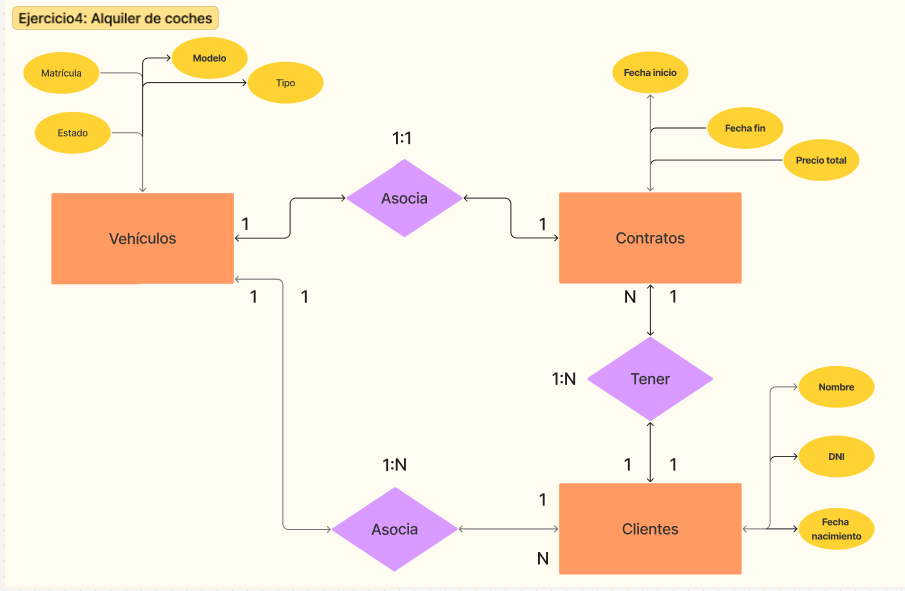 Ejercicio4: Alquiler de coches
Modelo
Matrícula
Tipo
Estado
Fecha inicio
Fecha fin
Precio total
1:1
Asocia
Vehículos
1
1
Contratos
1
1
N
1
1:N
Tener
Nombre
DNI
1
1
1:N
1
Asocia
Clientes
Fecha
nacimiento
N